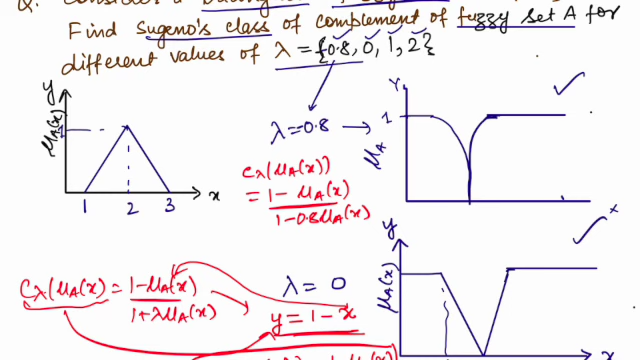 Find Sugeno's class of complement of fuzzy set A for
different values of λ = {0.8, 0, 1, 2}
y
μA(x)
1
1 2 3
x
λ = 0.8 →
Cλ(μA(x))
= 1 − μA(x)
1 − 0.8μA(x)
Y
1
μA
y
μA(x)
x
Cλ(μA(x)) = 1 − μA(x)
1 + λμA(x)
λ = 0
y = 1 − x